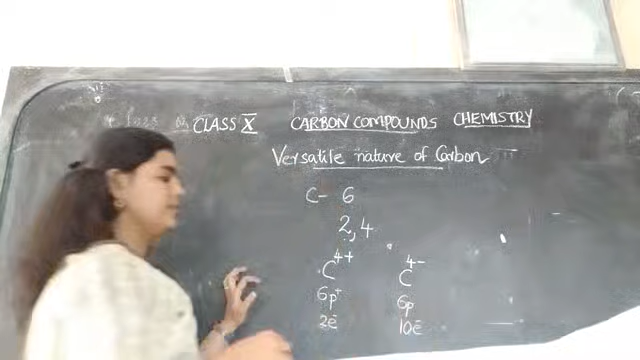 CLASS X CARBON COMPOUNDS CHEMISTRY
Versatile nature of Carbon
C- 6
2,4
C⁴⁺ C⁴⁻
6p⁺ 6p
2e̅ 10e̅